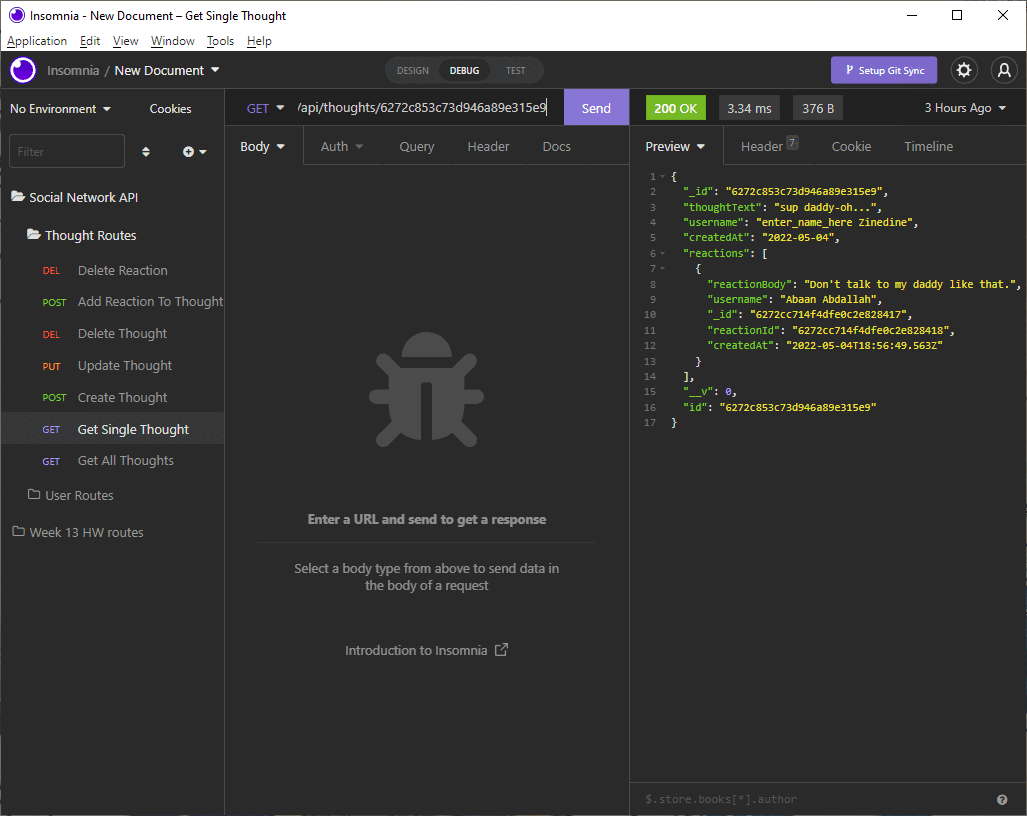 Insomnia - New Document – Get Single Thought
Application Edit View Window Tools Help
Insomnia / New Document
DESIGN DEBUG TEST
Setup Git Sync
No Environment
Cookies
GET /api/thoughts/6272c853c73d946a89e315e9
Send
200 OK 3.34 ms 376 B 3 Hours Ago
Filter
Body Auth Query Header Docs
Preview Header 7 Cookie Timeline
Social Network API
Thought Routes
DEL Delete Reaction
POST Add Reaction To Thought
DEL Delete Thought
PUT Update Thought
POST Create Thought
GET Get Single Thought
GET Get All Thoughts
User Routes
Week 13 HW routes
Enter a URL and send to get a response
Select a body type from above to send data in
the body of a request
Introduction to Insomnia
1 {
2 "_id": "6272c853c73d946a89e315e9",
3 "thoughtText": "sup daddy-oh...",
4 "username": "enter_name_here Zinedine",
5 "createdAt": "2022-05-04",
6 "reactions": [
7 {
8 "reactionBody": "Don't talk to my daddy like that.",
9 "username": "Abaan Abdallah",
10 "_id": "6272cc714f4dfe0c2e828417",
11 "reactionId": "6272cc714f4dfe0c2e828418",
12 "createdAt": "2022-05-04T18:56:49.563Z"
13 }
14 ],
15 "__v": 0,
16 "id": "6272c853c73d946a89e315e9"
17 }
$.store.books[*].author